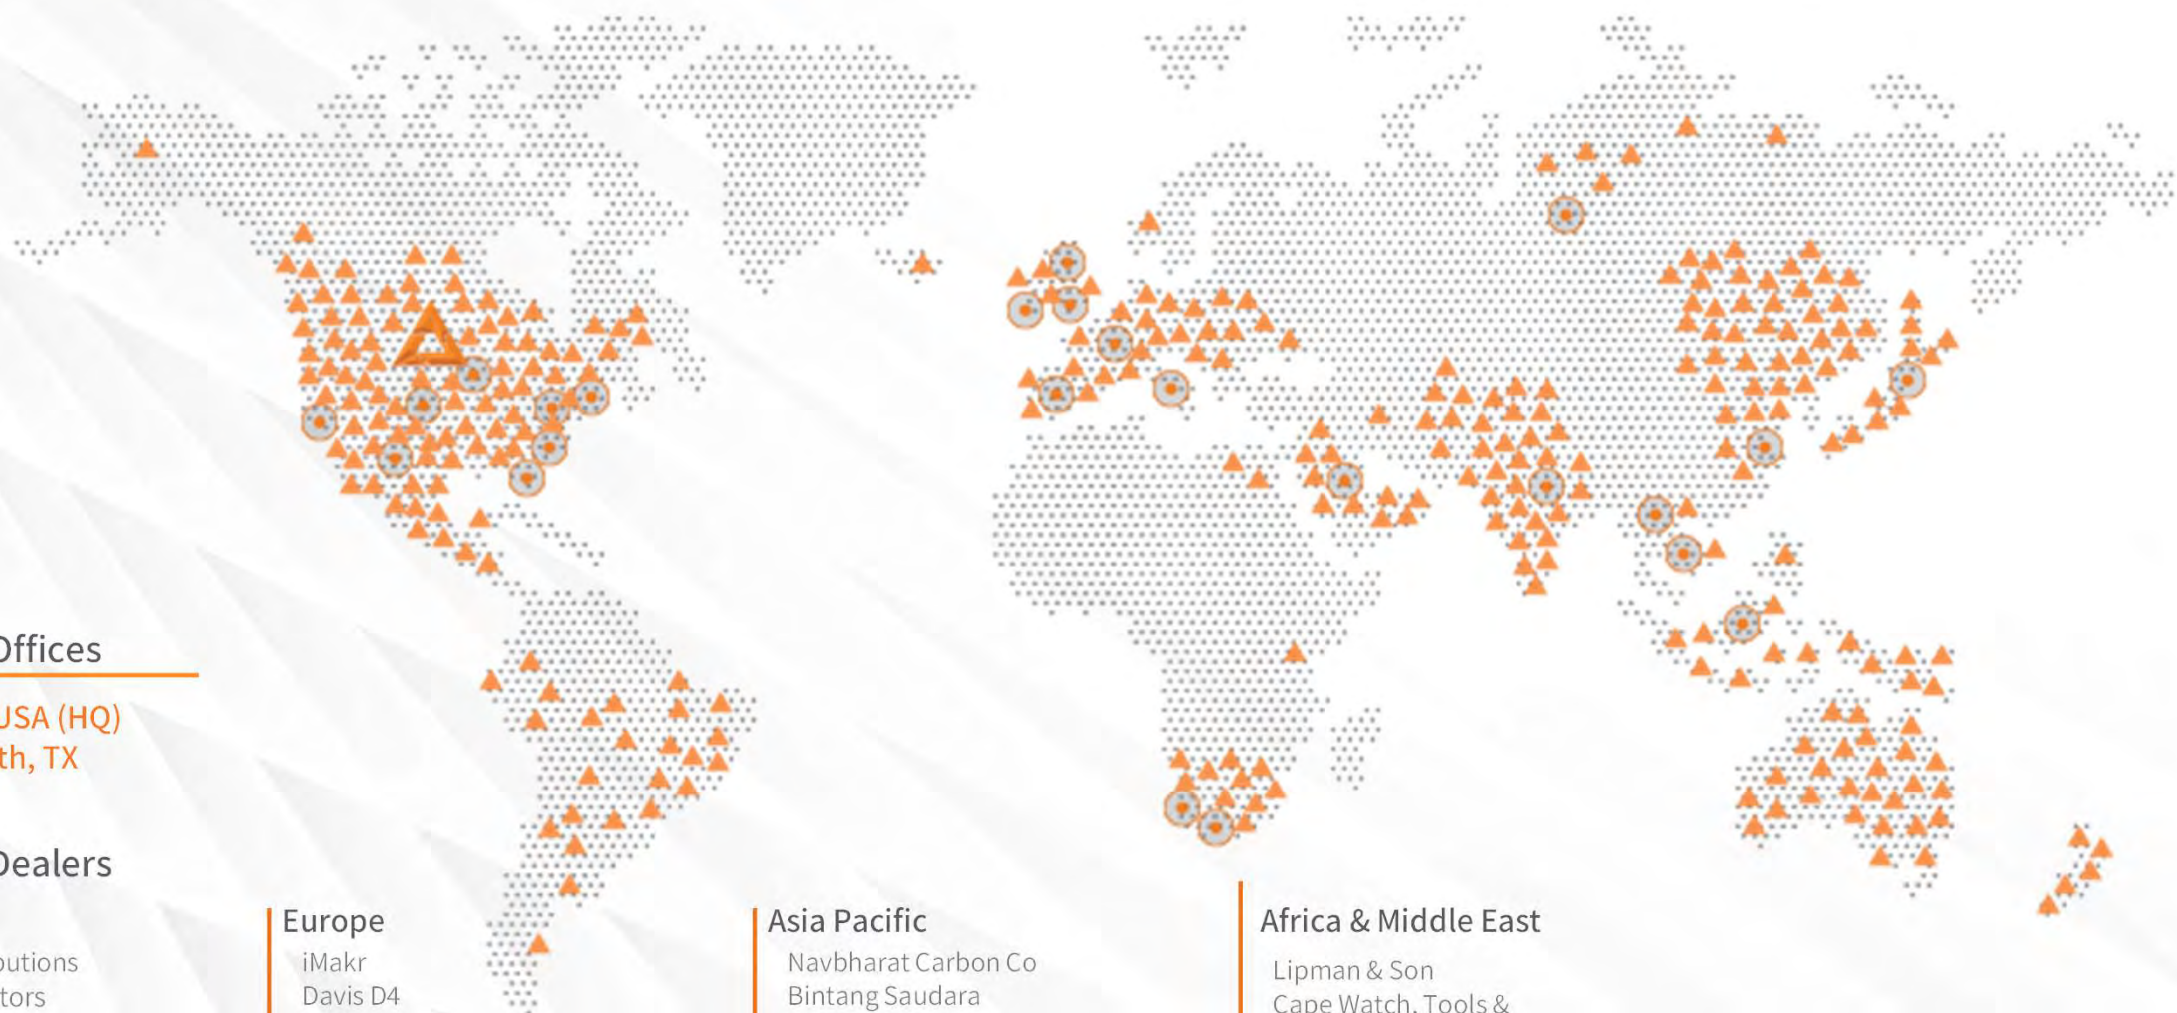 Offices
USA (HQ)
th, TX
Dealers
butions
tors
Europe
iMakr
Davis D4
Asia Pacific
Navbharat Carbon Co
Bintang Saudara
Africa & Middle East
Lipman & Son
Cape Watch, Tools &